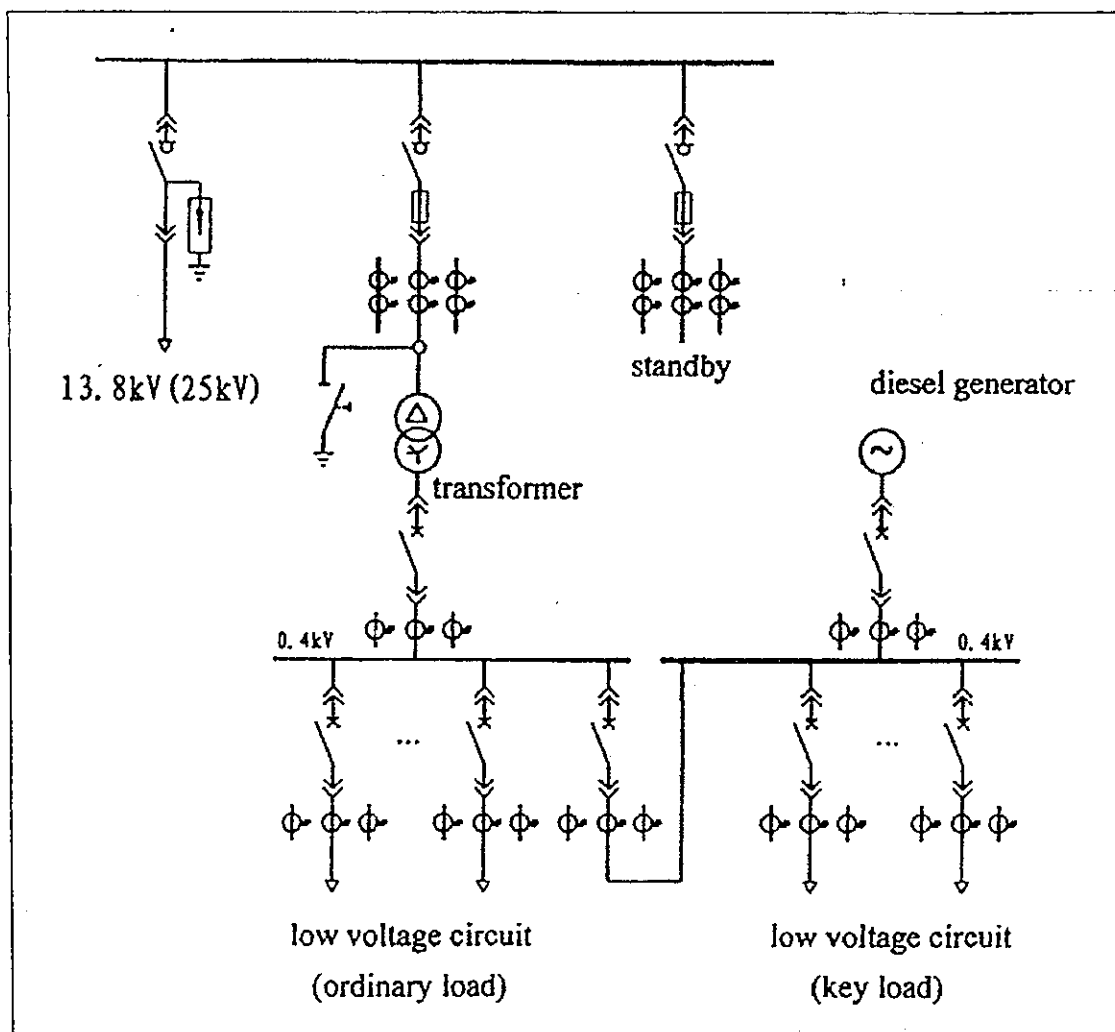 13.8kV (25kV)
standby
diesel generator
transformer
0.4kV
0.4kV
...
...
low voltage circuit
(ordinary load)
low voltage circuit
(key load)